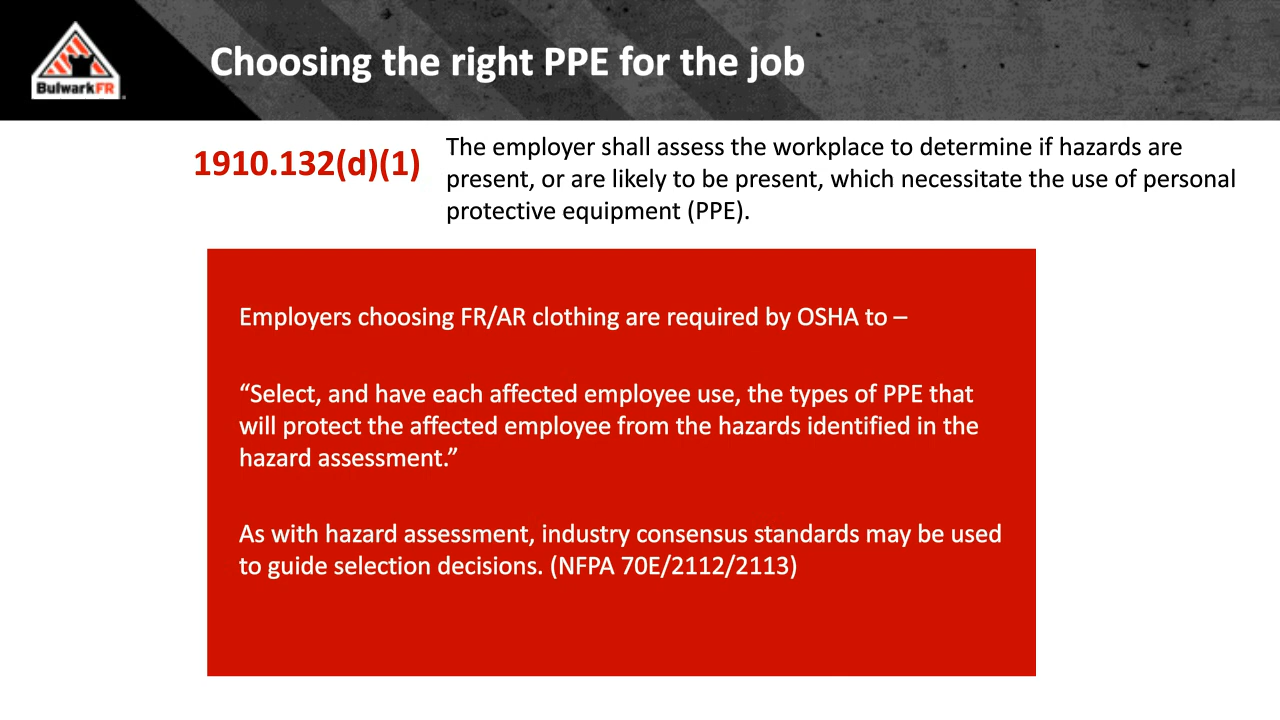 BulwarkFR
Choosing the right PPE for the job
1910.132(d)(1)
The employer shall assess the workplace to determine if hazards are
present, or are likely to be present, which necessitate the use of personal
protective equipment (PPE).
Employers choosing FR/AR clothing are required by OSHA to –
“Select, and have each affected employee use, the types of PPE that
will protect the affected employee from the hazards identified in the
hazard assessment.”
As with hazard assessment, industry consensus standards may be used
to guide selection decisions. (NFPA 70E/2112/2113)